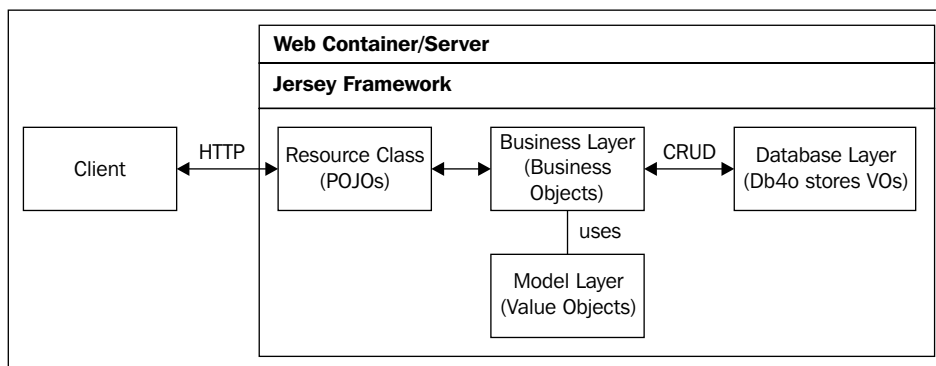 Web Container/Server
Jersey Framework
Client
HTTP
Resource Class
(POJOs)
Business Layer
(Business
Objects)
CRUD
Database Layer
(Db4o stores VOs)
uses
Model Layer
(Value Objects)